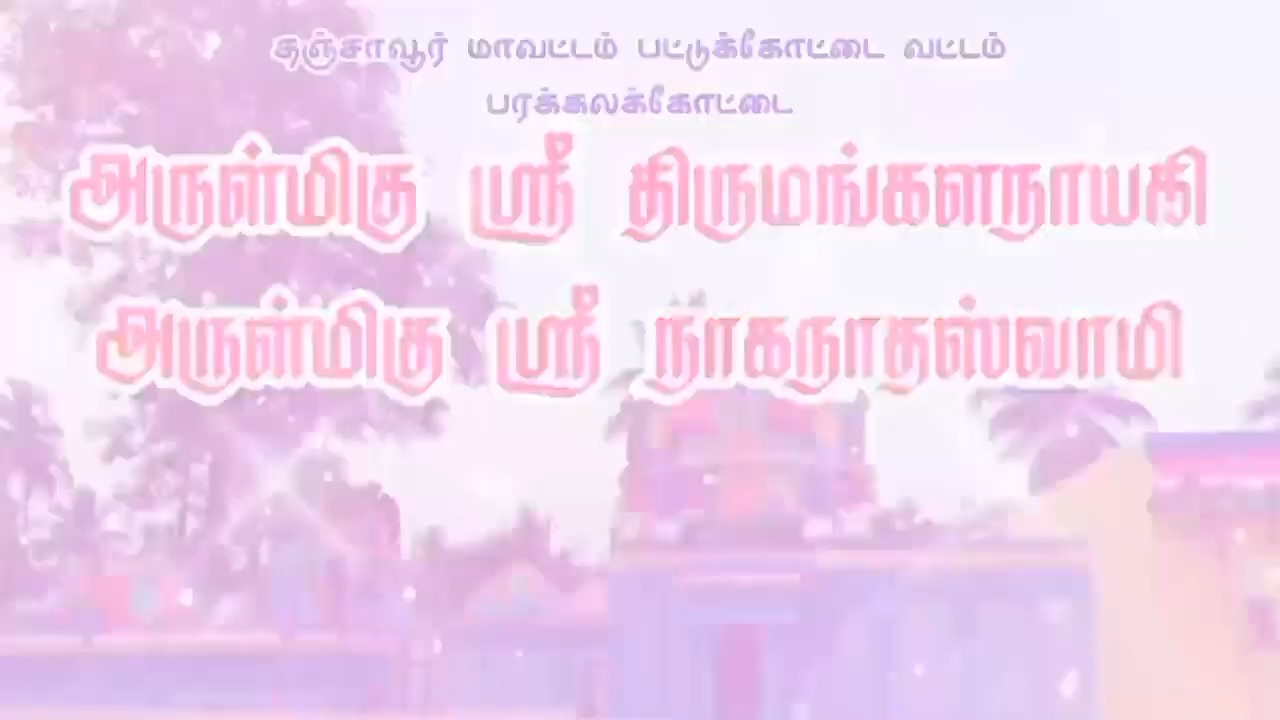 தஞ்சாவூர் மாவட்டம் பட்டுக்கோட்டை வட்டம்
பரக்கலக்கோட்டை
அருள்மிகு ஸ்ரீ திருமங்களநாயகி
அருள்மிகு ஸ்ரீ நாகநாதஸ்வாமி